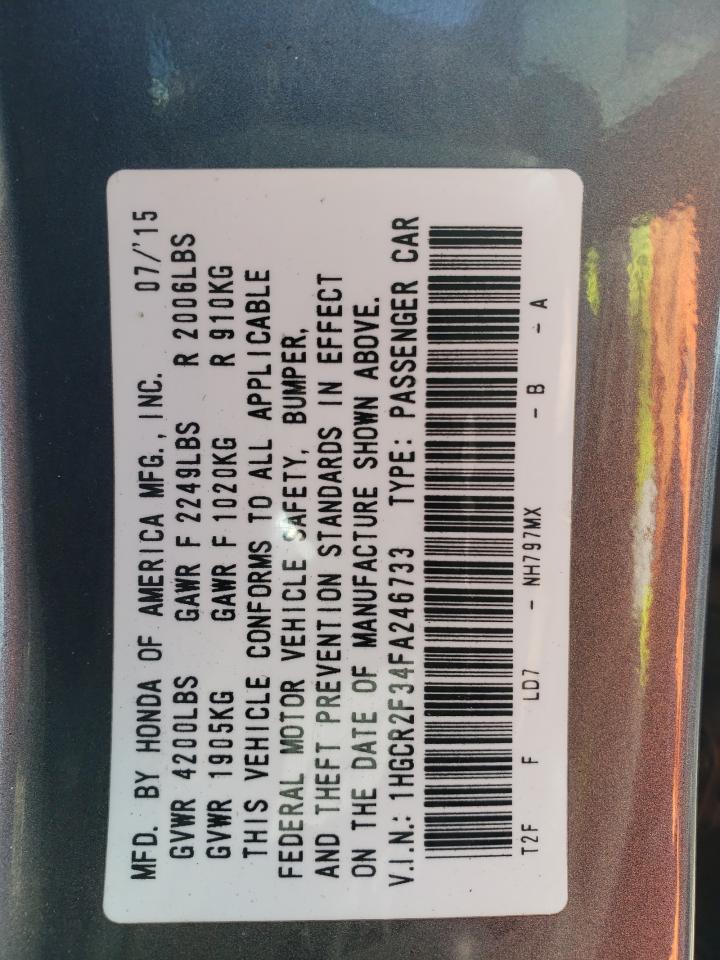 MFD. BY HONDA OF AMERICA MFG., INC. 07/'15
GVWR 4200LBS GAWR F 2249LBS R 2006LBS
GVWR 1905KG GAWR F 1020KG R 910KG
THIS VEHICLE CONFORMS TO ALL APPLICABLE
FEDERAL MOTOR VEHICLE SAFETY, BUMPER,
AND THEFT PREVENTION STANDARDS IN EFFECT
ON THE DATE OF MANUFACTURE SHOWN ABOVE.
V.I.N.: 1HGCR2F34FA246733 TYPE: PASSENGER CAR
T2F F LD7 - NH797MX - B - A